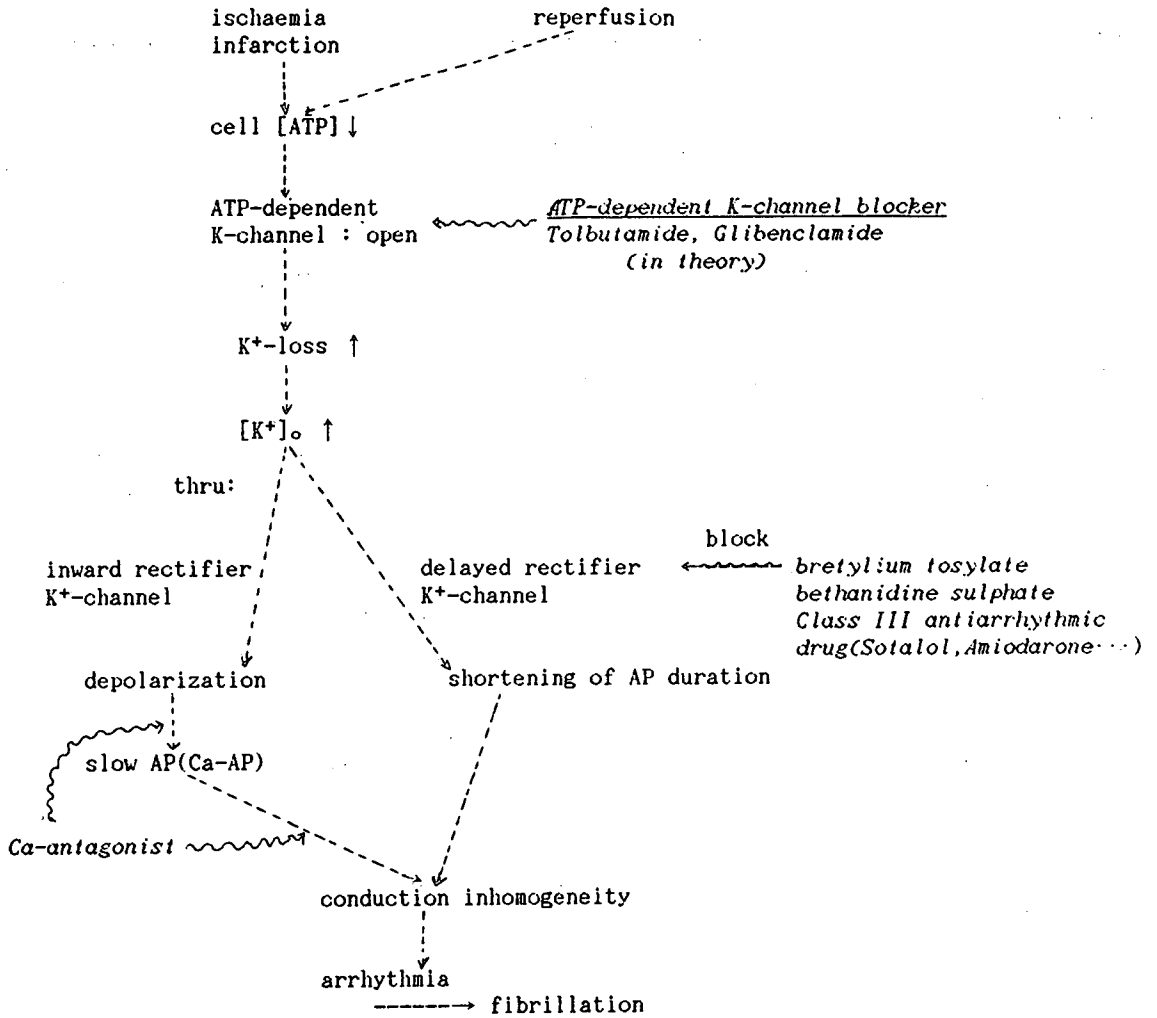 ischaemia
infarction
reperfusion
cell [ATP] ↓
ATP-dependent
K-channel : open
ATP-dependent K-channel blocker
Tolbutamide, Glibenclamide
(in theory)
K⁺-loss ↑
[K⁺]ₒ ↑
thru:
inward rectifier
K⁺-channel
delayed rectifier
K⁺-channel
block
bretylium tosylate
bethanidine sulphate
Class III antiarrhythmic
drug(Sotalol,Amiodarone···)
depolarization
shortening of AP duration
slow AP(Ca-AP)
Ca-antagonist
conduction inhomogeneity
arrhythmia
fibrillation